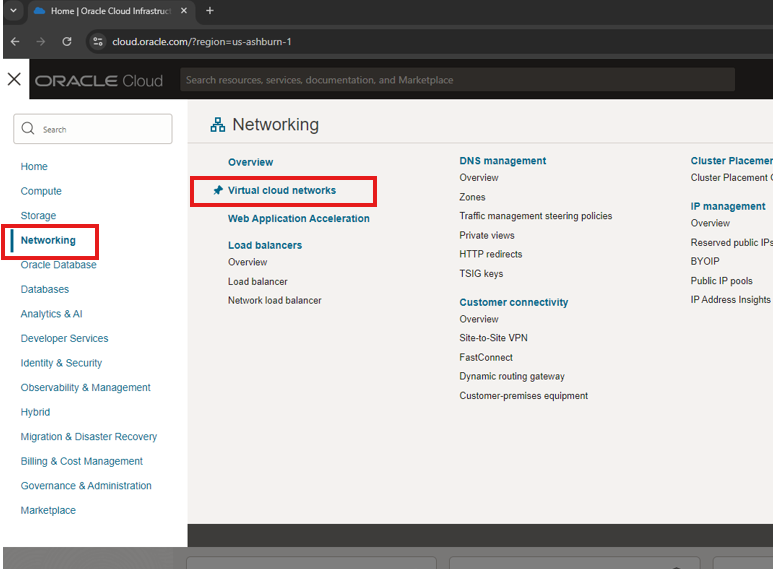 Home | Oracle Cloud Infrastruct
cloud.oracle.com/?region=us-ashburn-1
ORACLE Cloud
Search resources, services, documentation, and Marketplace
Search
Home
Compute
Storage
Networking
Oracle Database
Databases
Analytics & AI
Developer Services
Identity & Security
Observability & Management
Hybrid
Migration & Disaster Recovery
Billing & Cost Management
Governance & Administration
Marketplace
Networking
Overview
Virtual cloud networks
Web Application Acceleration
Load balancers
Overview
Load balancer
Network load balancer
DNS management
Overview
Zones
Traffic management steering policies
Private views
HTTP redirects
TSIG keys
Customer connectivity
Overview
Site-to-Site VPN
FastConnect
Dynamic routing gateway
Customer-premises equipment
Cluster Placemen
Cluster Placement
IP management
Overview
Reserved public IPs
BYOIP
Public IP pools
IP Address Insights